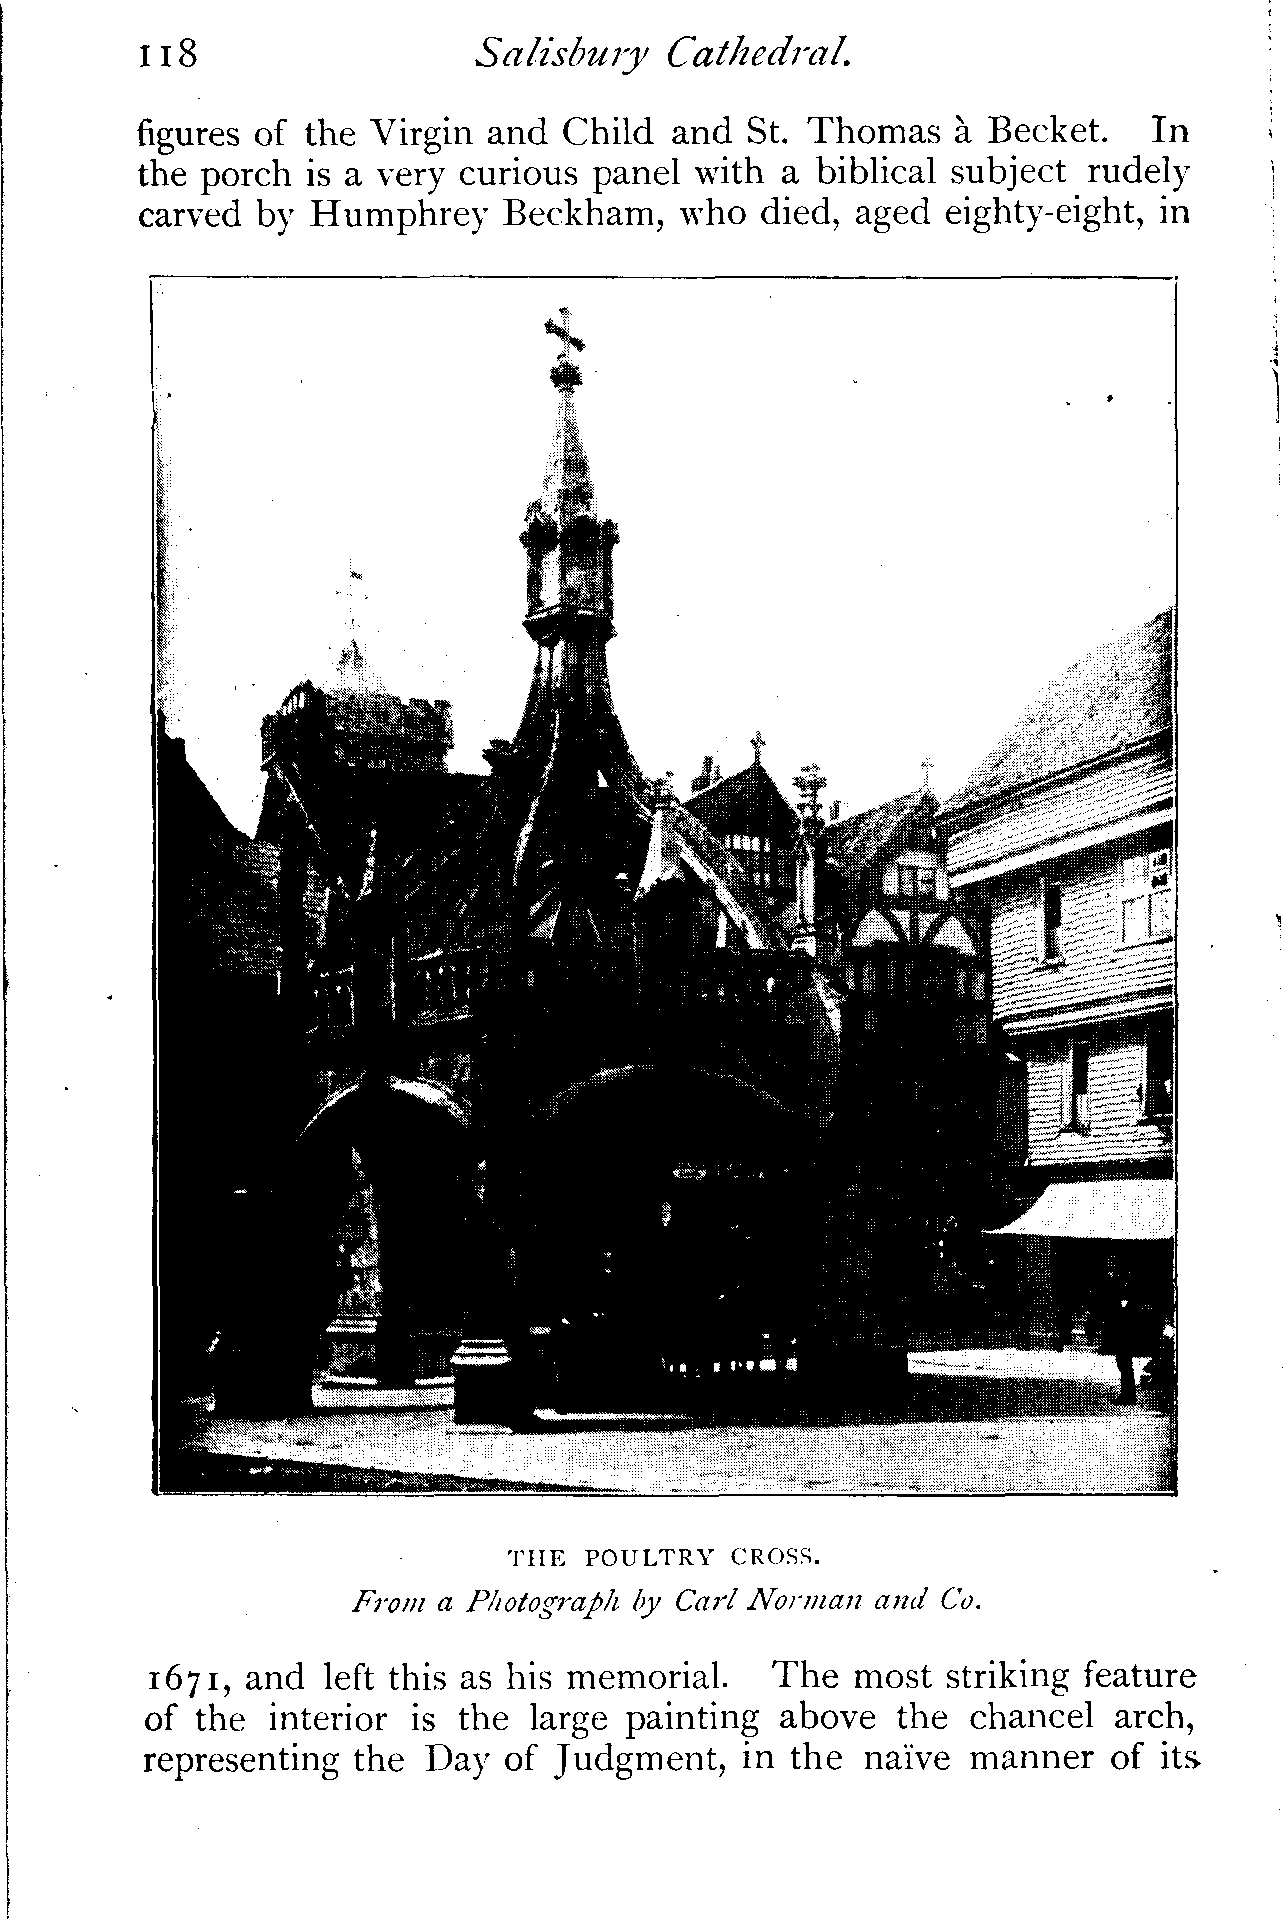 118 Salisbury Cathedral.
figures of the Virgin and Child and St. Thomas à Becket. In
the porch is a very curious panel with a biblical subject rudely
carved by Humphrey Beckham, who died, aged eighty-eight, in
THE POULTRY CROSS.
From a Photograph by Carl Norman and Co.
1671, and left this as his memorial. The most striking feature
of the interior is the large painting above the chancel arch,
representing the Day of Judgment, in the naïve manner of its